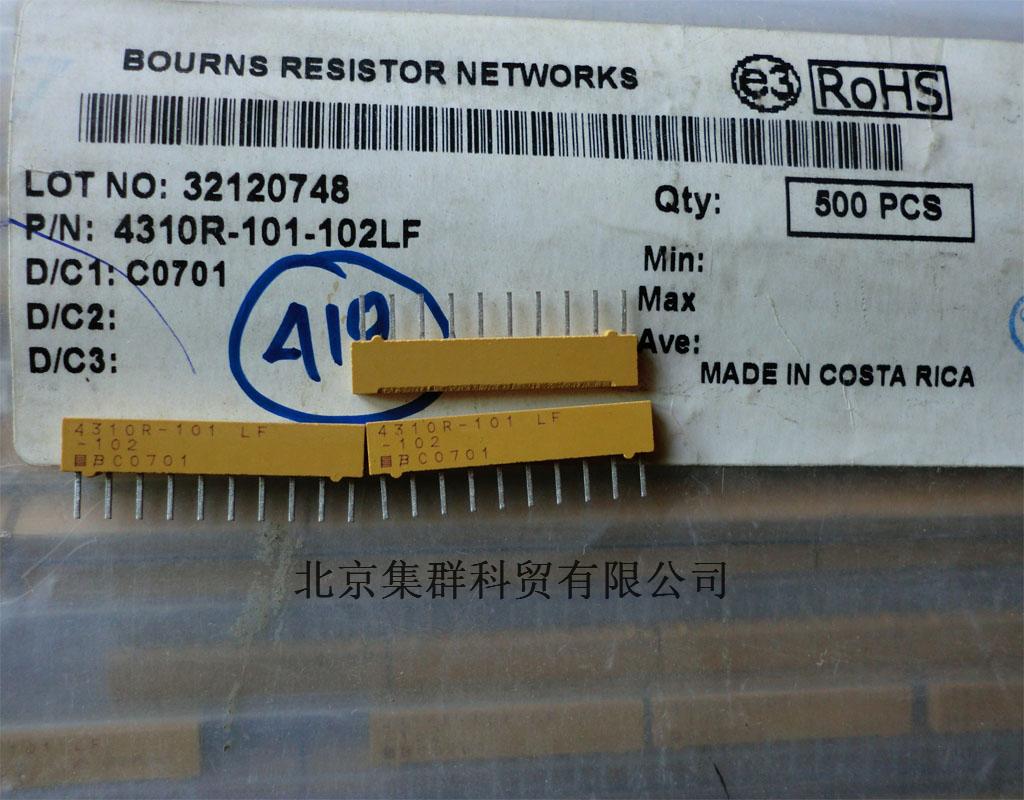 BOURNS RESISTOR NETWORKS
e3 RoHS
LOT NO: 32120748
Qty: 500 PCS
P/N: 4310R-101-102LF
D/C1: C0701
Min:
D/C2:
Max
D/C3:
Ave:
MADE IN COSTA RICA
4310R-101 LF
-102
BC0701
4310R-101 LF
-102
BC0701
北京集群科贸有限公司